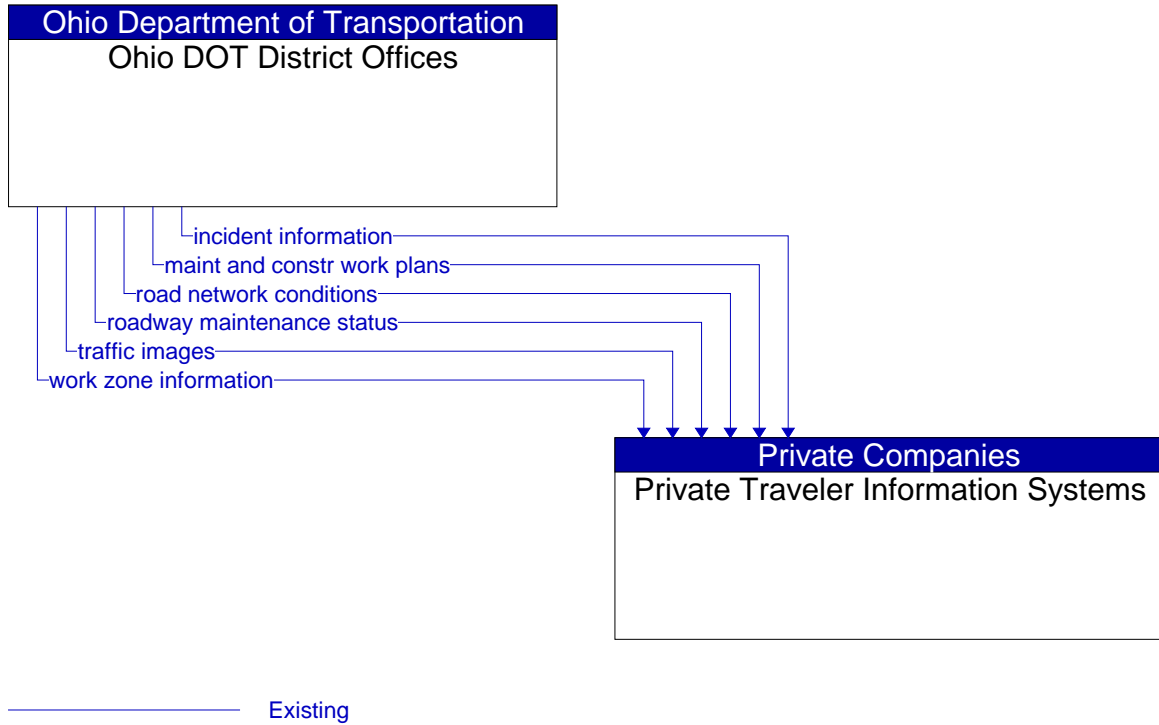 Ohio Department of Transportation
Ohio DOT District Offices
incident information
maint and constr work plans
road network conditions
roadway maintenance status
traffic images
work zone information
Private Companies
Private Traveler Information Systems
Existing